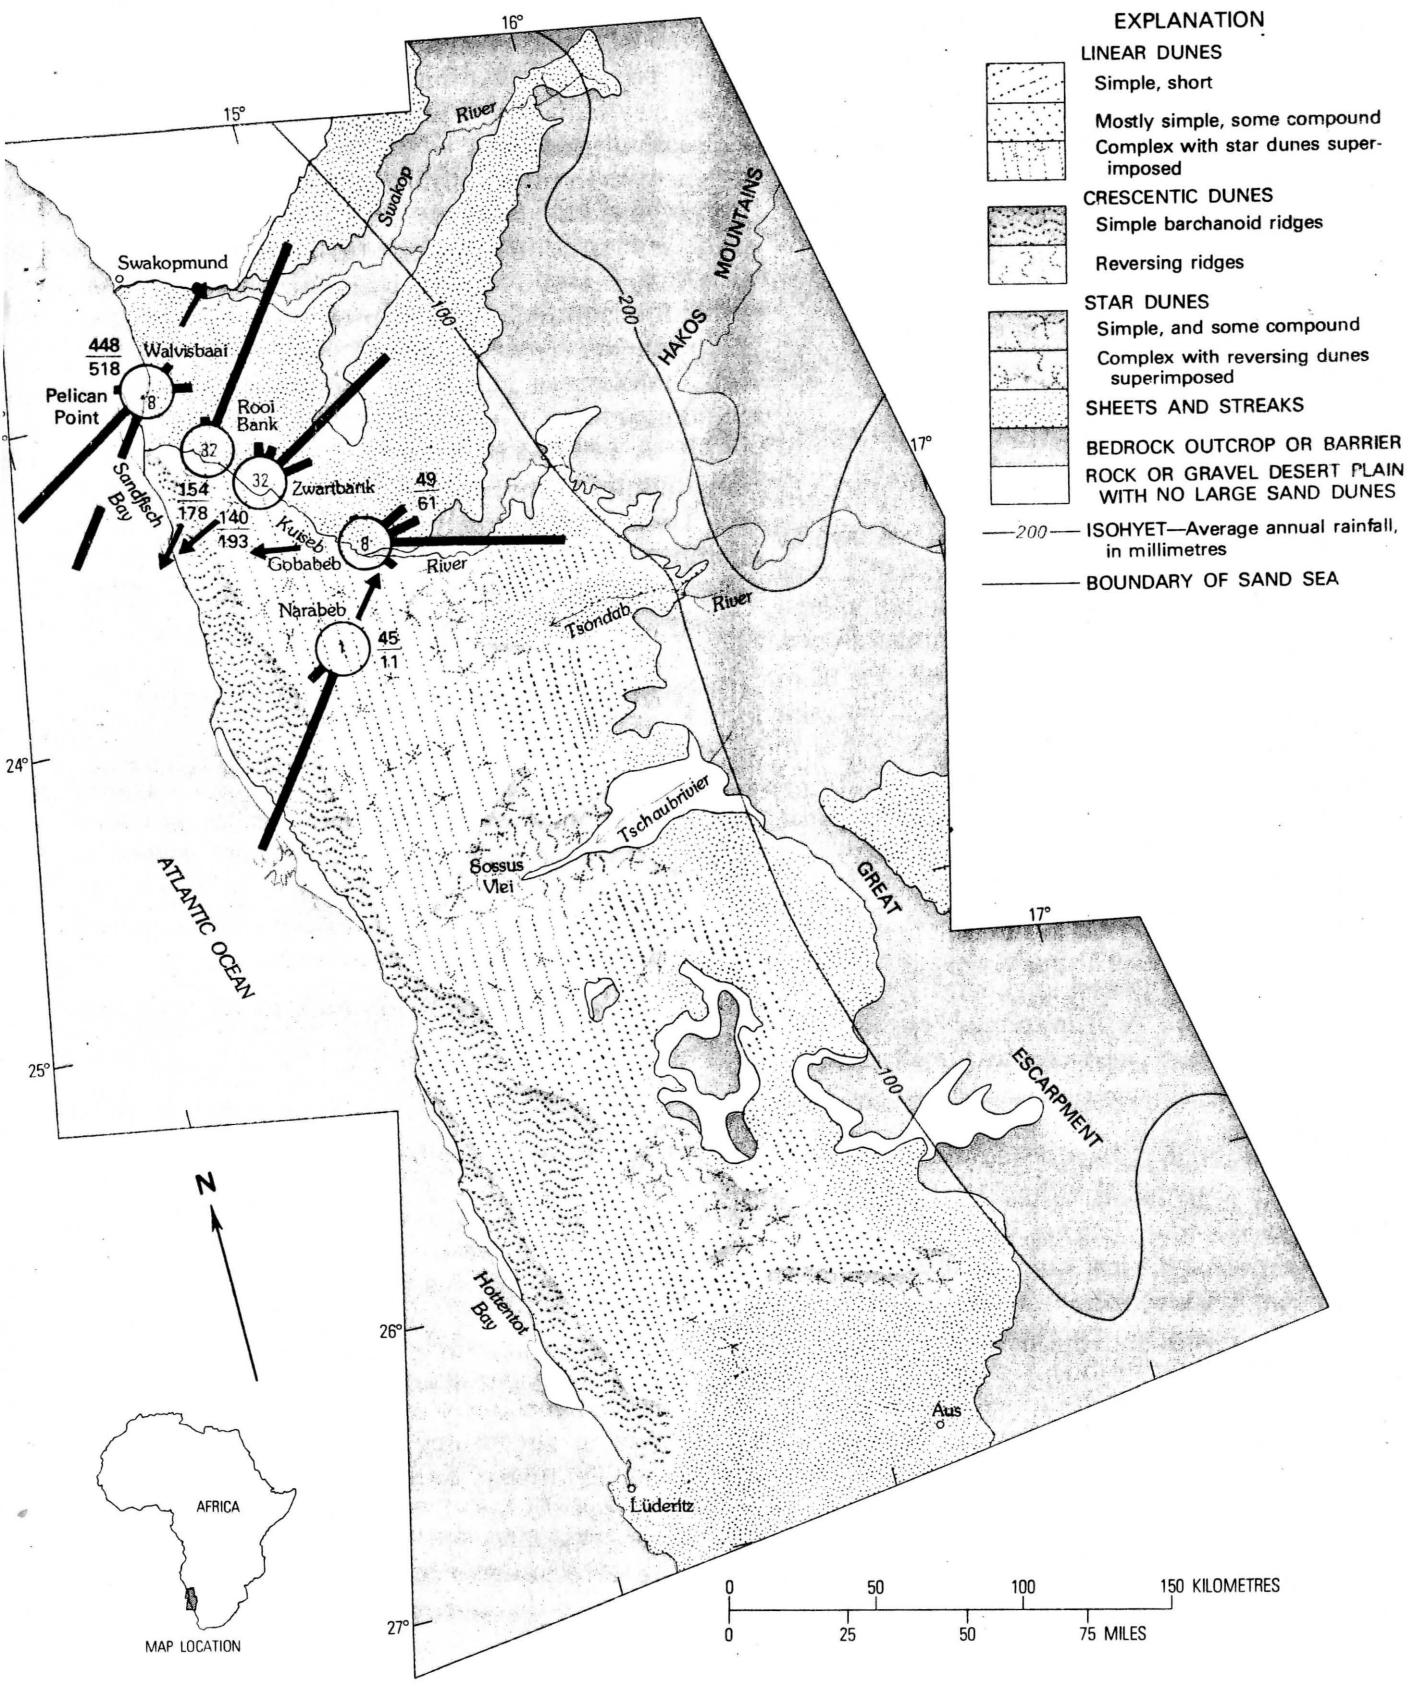 EXPLANATION
LINEAR DUNES
Simple, short
Mostly simple, some compound
Complex with star dunes super-
imposed
CRESCENTIC DUNES
Simple barchanoid ridges
Reversing ridges
STAR DUNES
Simple, and some compound
Complex with reversing dunes
superimposed
SHEETS AND STREAKS
BEDROCK OUTCROP OR BARRIER
ROCK OR GRAVEL DESERT PLAIN
WITH NO LARGE SAND DUNES
200
ISOHYET—Average annual rainfall,
in millimetres
BOUNDARY OF SAND SEA
16°
15°
River
Swakop
HAKOS MOUNTAINS
Swakopmund
100
200
448
518
Walvisbaai
Pelican
Point
8
Rooi
Bank
32
32
17°
Zwartbank
Sandfisch
Bay
154
178
140
193
49
61
Kuiseb
8
Gobabeb
River
Narabeb
Tsondab
River
1
45
11
24°
Tschaubrivier
Sossus
Vlei
ATLANTIC OCEAN
GREAT
17°
25°
100
ESCARPMENT
N
Hottentot
Bay
26°
Aus
AFRICA
Lüderitz
MAP LOCATION
27°
0 50 100 150 KILOMETRES
0 25 50 75 MILES